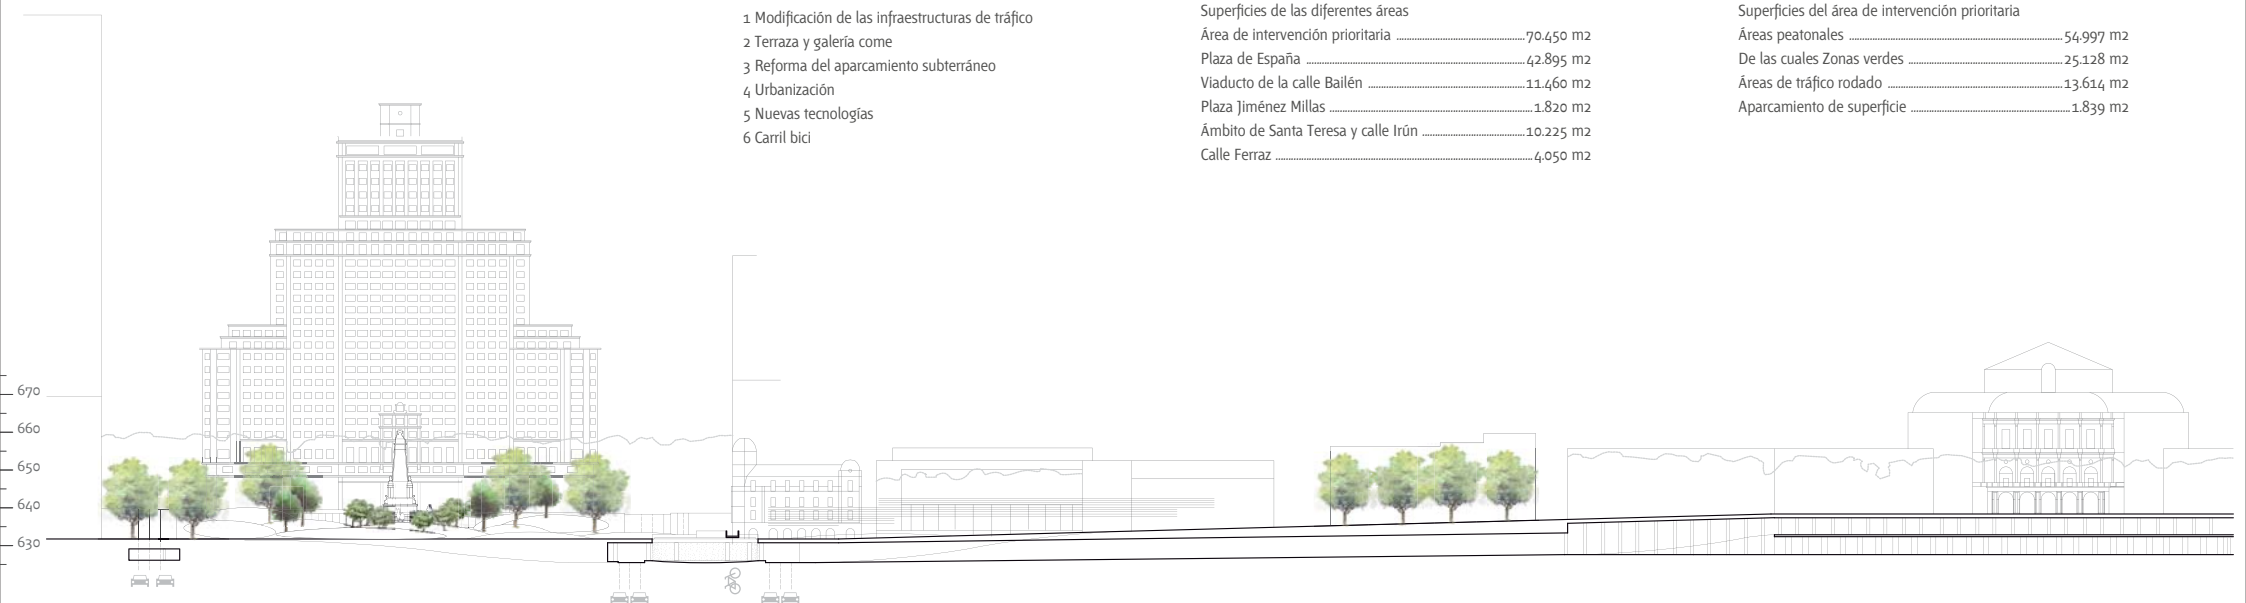 1 Modificación de las infraestructuras de tráfico
2 Terraza y galería come
3 Reforma del aparcamiento subterráneo
4 Urbanización
5 Nuevas tecnologías
6 Carril bici
Superficies de las diferentes áreas
Área de intervención prioritaria 70.450 m2
Plaza de España 42.895 m2
Viaducto de la calle Bailén 11.460 m2
Plaza Jiménez Millas 1.820 m2
Ámbito de Santa Teresa y calle Irún 10.225 m2
Calle Ferraz 4.050 m2
Superficies del área de intervención prioritaria
Áreas peatonales 54.997 m2
De las cuales Zonas verdes 25.128 m2
Áreas de tráfico rodado 13.614 m2
Aparcamiento de superficie 1.839 m2
670
660
650
640
630